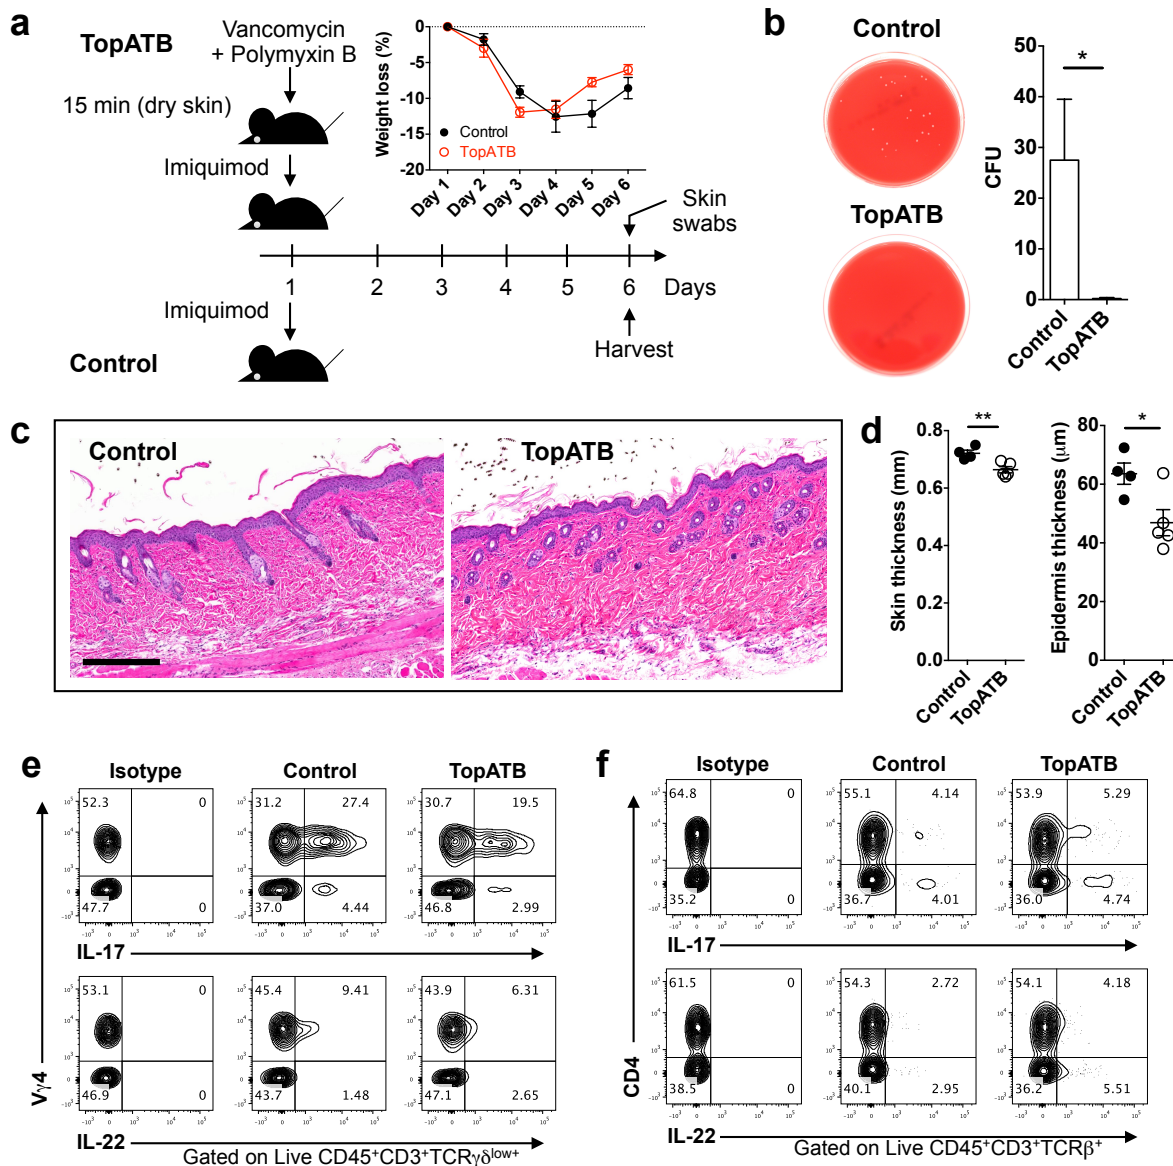 a
TopATB
Vancomycin
+ Polymyxin B
15 min (dry skin)
Imiquimod
Imiquimod
Control
Weight loss (%)
0
-5
-10
-15
-20
Control
TopATB
Day 1
Day 2
Day 3
Day 4
Day 5
Day 6
Skin
swabs
1
2
3
4
5
6
Days
Harvest
b
Control
TopATB
CFU
50
40
30
20
10
0
*
Control
TopATB
c
Control
TopATB
d
Skin thickness (mm)
0.8
0.6
0.4
0.2
0.0
**
Control
TopATB
Epidermis thickness (μm)
80
60
40
20
0
*
Control
TopATB
e
Isotype
Control
TopATB
52.3 0
47.7 0
31.2 27.4
37.0 4.44
30.7 19.5
46.8 2.99
IL-17
53.1 0
46.9 0
45.4 9.41
43.7 1.48
43.9 6.31
47.1 2.65
Vγ4
IL-22
Gated on Live CD45⁺CD3⁺TCRγδˡᵒʷ⁺
f
Isotype
Control
TopATB
64.8 0
35.2 0
55.1 4.14
36.7 4.01
53.9 5.29
36.0 4.74
IL-17
61.5 0
38.5 0
54.3 2.72
40.1 2.95
54.1 4.18
36.2 5.51
CD4
IL-22
Gated on Live CD45⁺CD3⁺TCRβ⁺